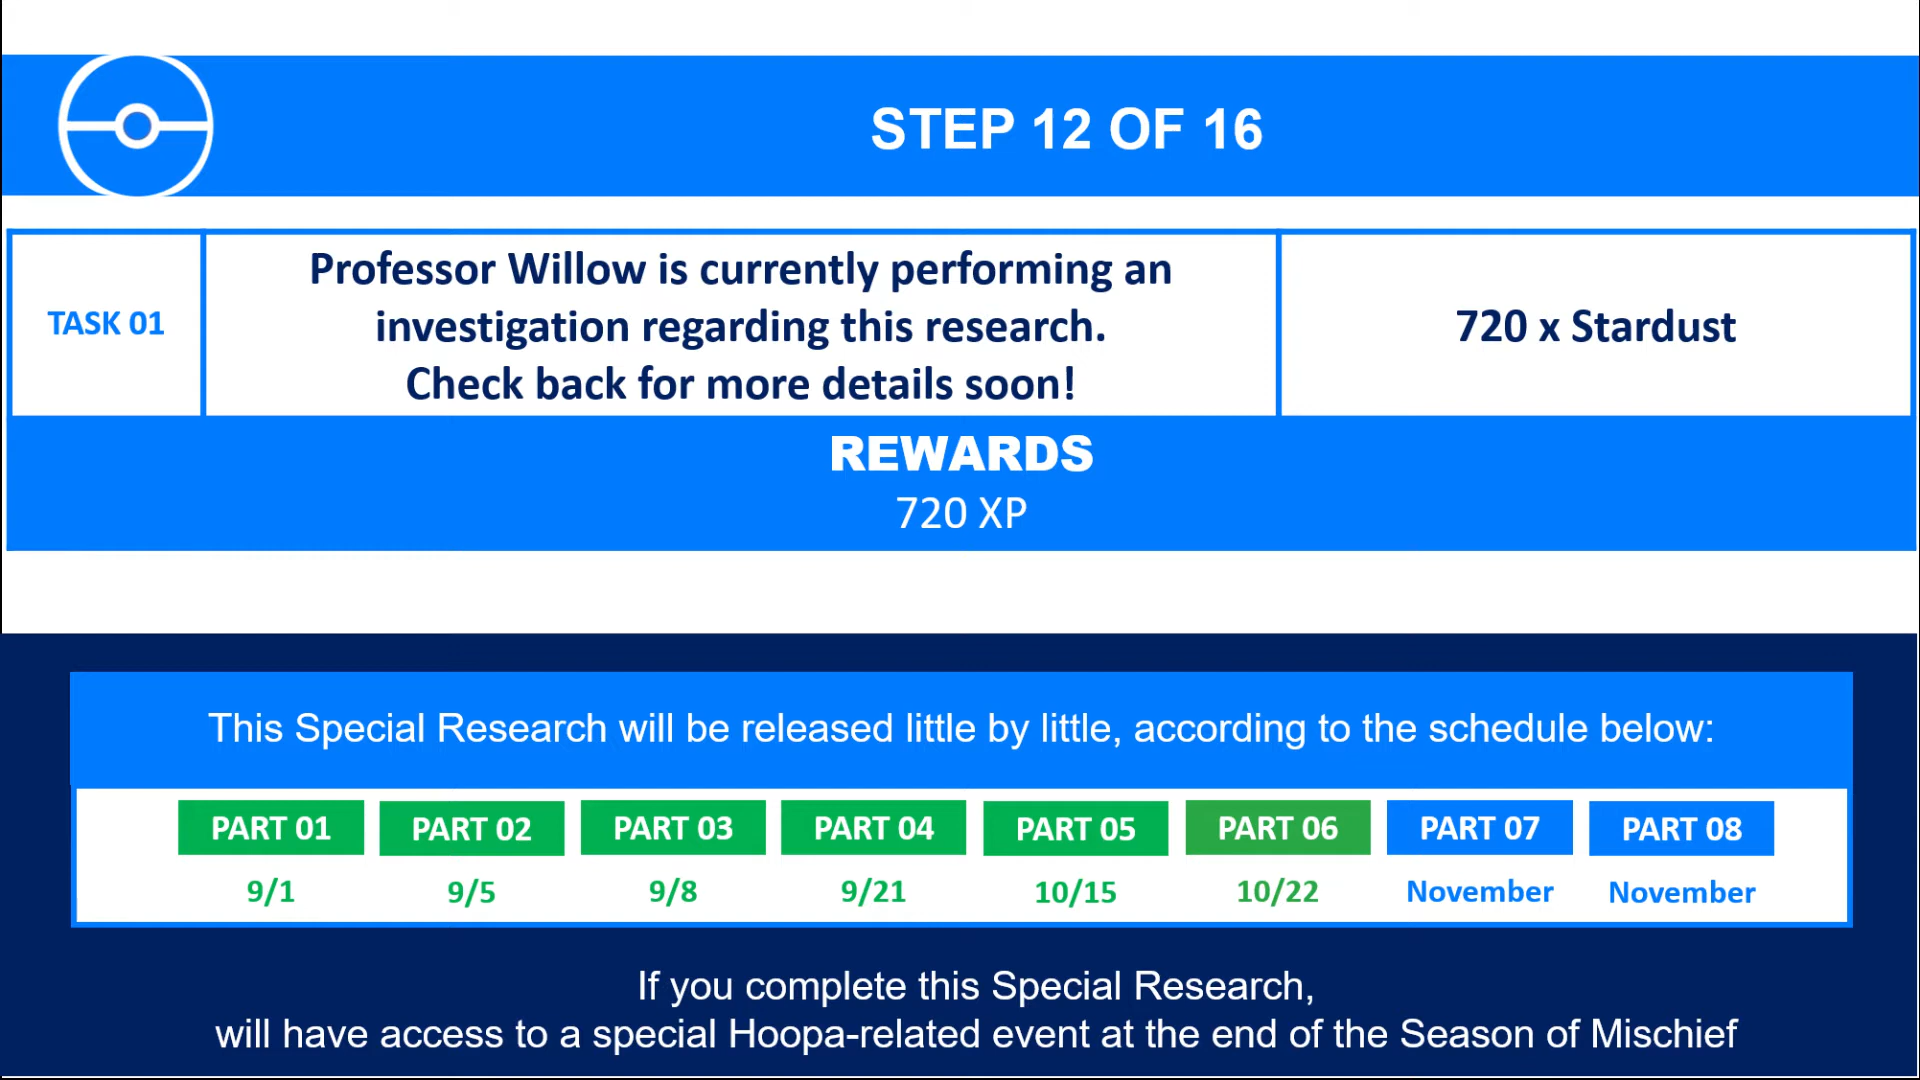 STEP 12 OF 16
TASK 01
Professor Willow is currently performing an
investigation regarding this research.
Check back for more details soon!
720 x Stardust
REWARDS
720 XP
This Special Research will be released little by little, according to the schedule below:
PART 01 PART 02 PART 03 PART 04 PART 05 PART 06 PART 07 PART 08
9/1 9/5 9/8 9/21 10/15 10/22 November November
If you complete this Special Research,
will have access to a special Hoopa-related event at the end of the Season of Mischief